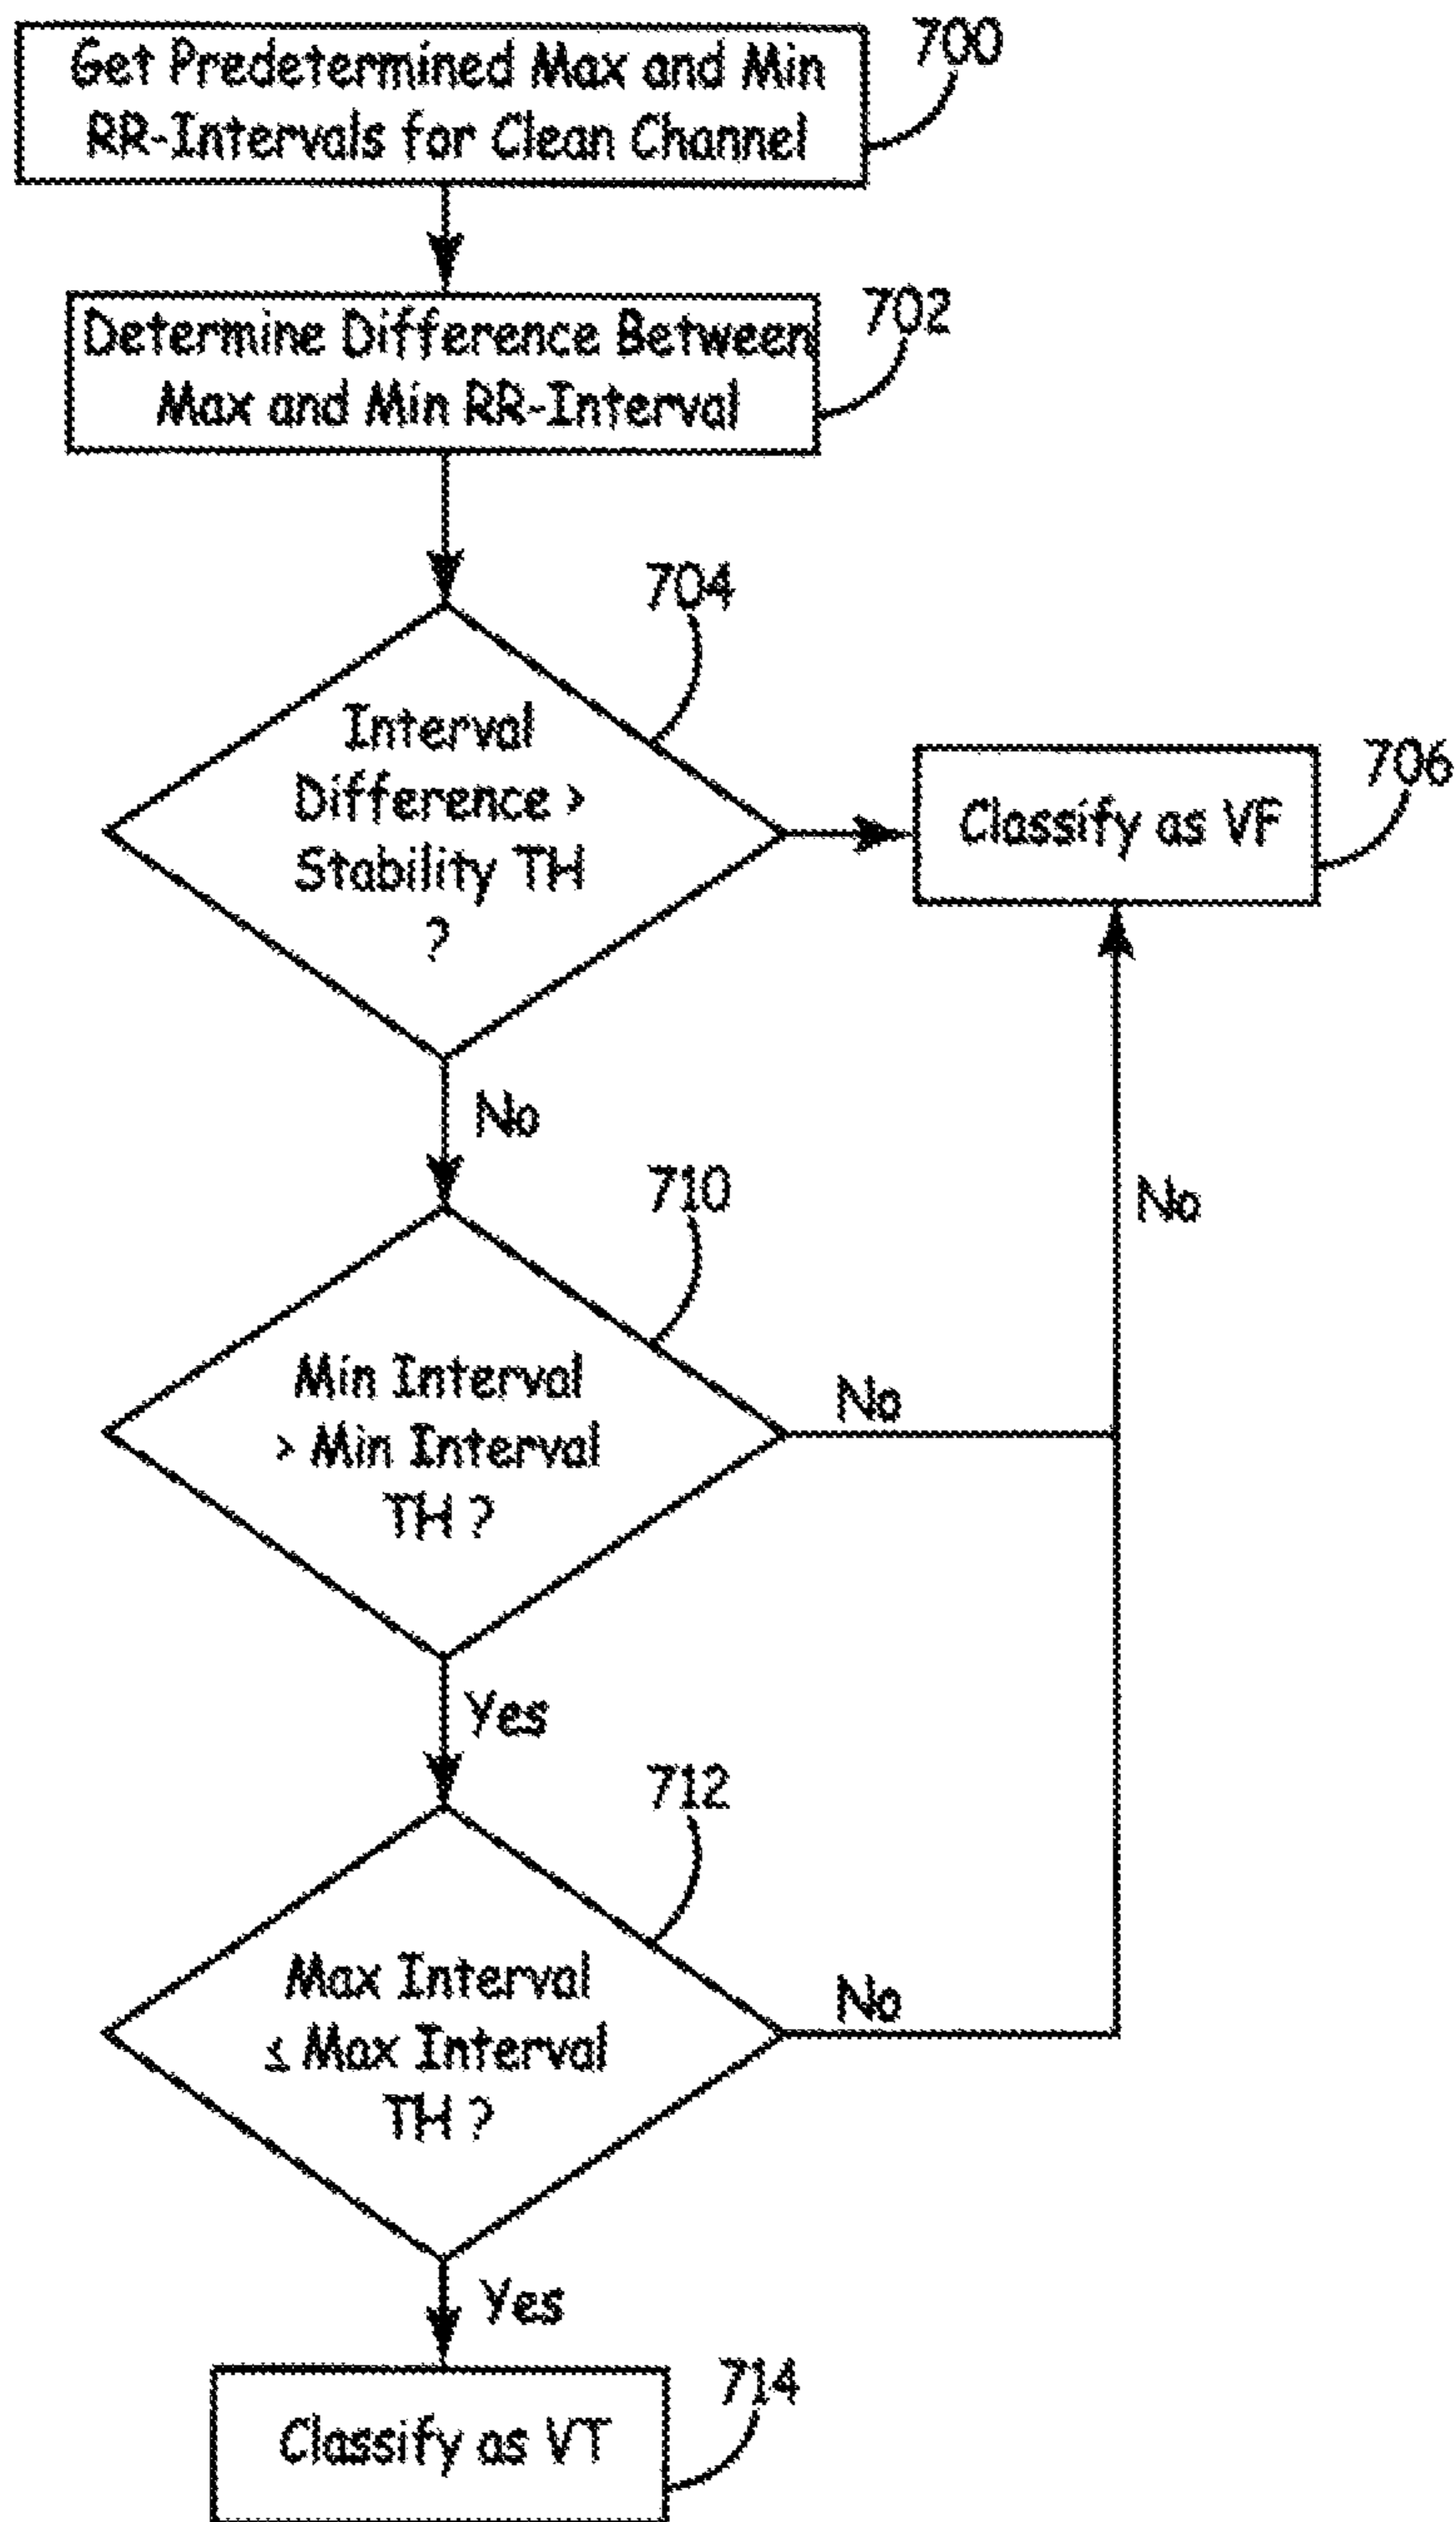 700
Get Predetermined Max and Min
RR-Intervals for Clean Channel
702
Determine Difference Between
Max and Min RR-Interval
704
Interval
Difference >
Stability TH
?
706
Classify as VF
No
710
No
Min Interval
> Min Interval
TH ?
No
Yes
712
Max Interval
≤ Max Interval
TH ?
No
Yes
714
Classify as VT